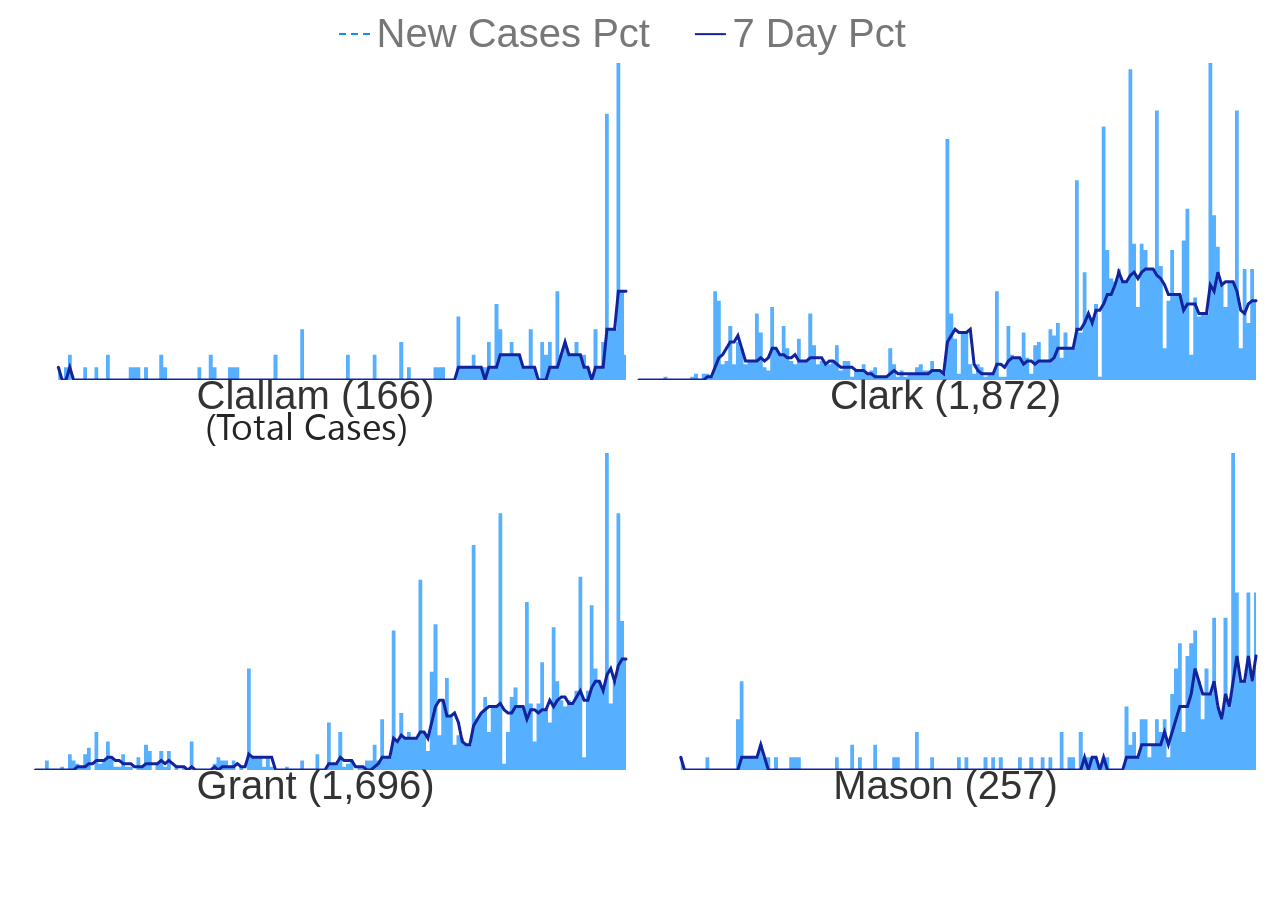 New Cases Pct 7 Day Pct
Clallam (166)
(Total Cases)
Clark (1,872)
Grant (1,696)
Mason (257)